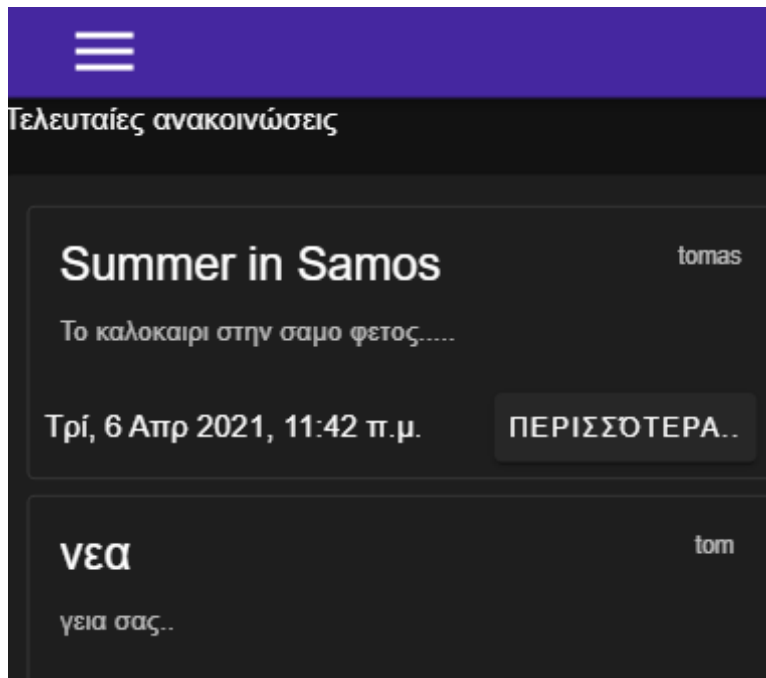 Τελευταίες ανακοινώσεις
Summer in Samos
tomas
Το καλοκαιρι στην σαμο φετος.....
Τρί, 6 Απρ 2021, 11:42 π.μ.
ΠΕΡΙΣΣΌΤΕΡΑ..
νεα
tom
γεια σας..